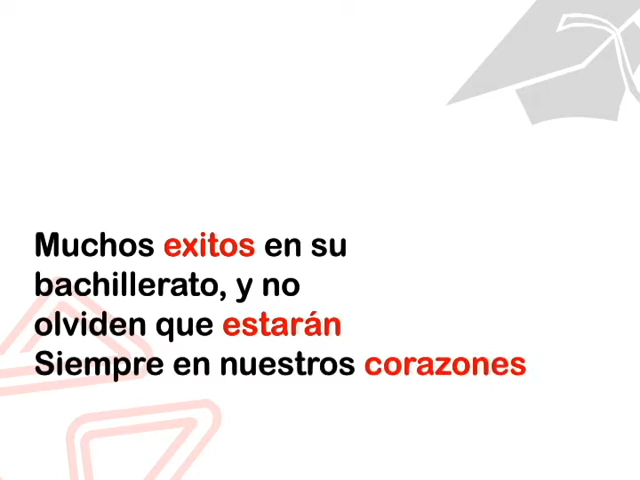 Muchos exitos en su
bachillerato, y no
olviden que estarán
Siempre en nuestros corazones